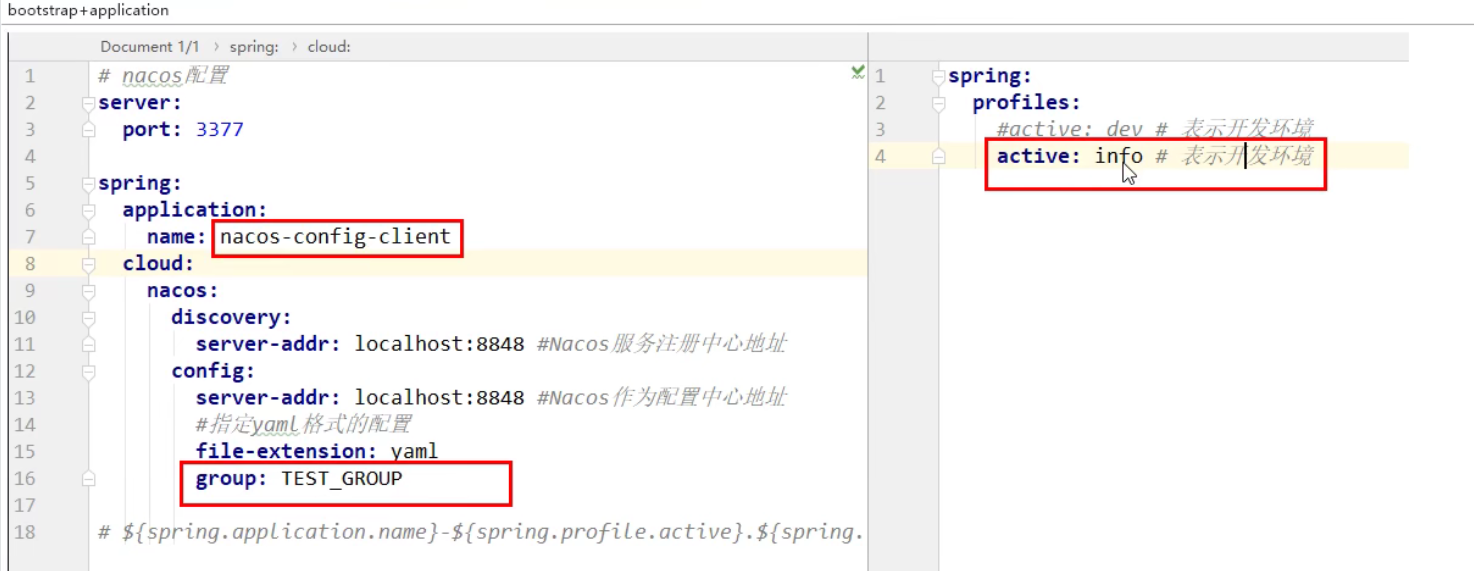 bootstrap+application
Document 1/1 › spring: › cloud:
1 # nacos配置
2 server:
3 port: 3377
4
5 spring:
6 application:
7 name: nacos-config-client
8 cloud:
9 nacos:
10 discovery:
11 server-addr: localhost:8848 #Nacos服务注册中心地址
12 config:
13 server-addr: localhost:8848 #Nacos作为配置中心地址
14 #指定yaml格式的配置
15 file-extension: yaml
16 group: TEST_GROUP
17
18 # ${spring.application.name}-${spring.profile.active}.${spring.
1 spring:
2 profiles:
3 #active: dev # 表示开发环境
4 active: info # 表示开发环境